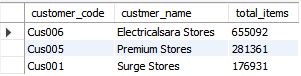 customer_code custmer_name total_items
Cus006 Electricalsara Stores 655092
Cus005 Premium Stores 281361
Cus001 Surge Stores 176931